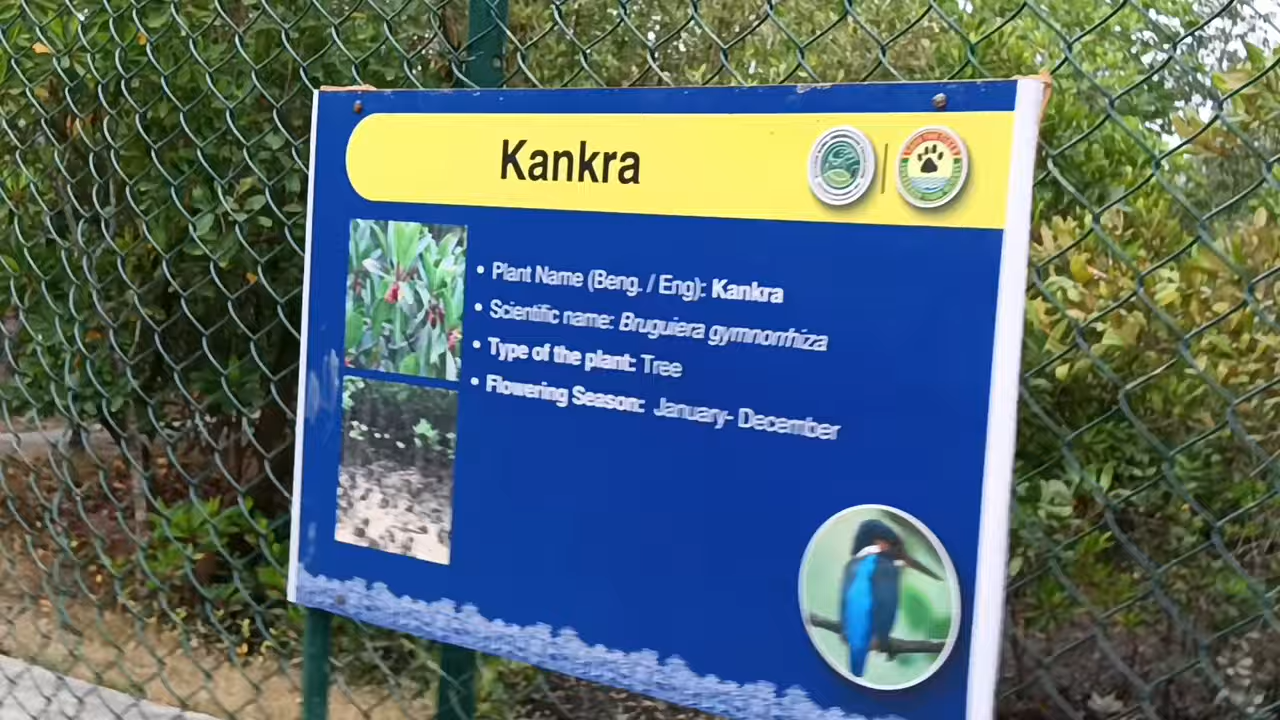 Kankra
• Plant Name (Beng. / Eng): Kankra
• Scientific name: Bruguiera gymnorrhiza
• Type of the plant: Tree
• Flowering Season: January- December